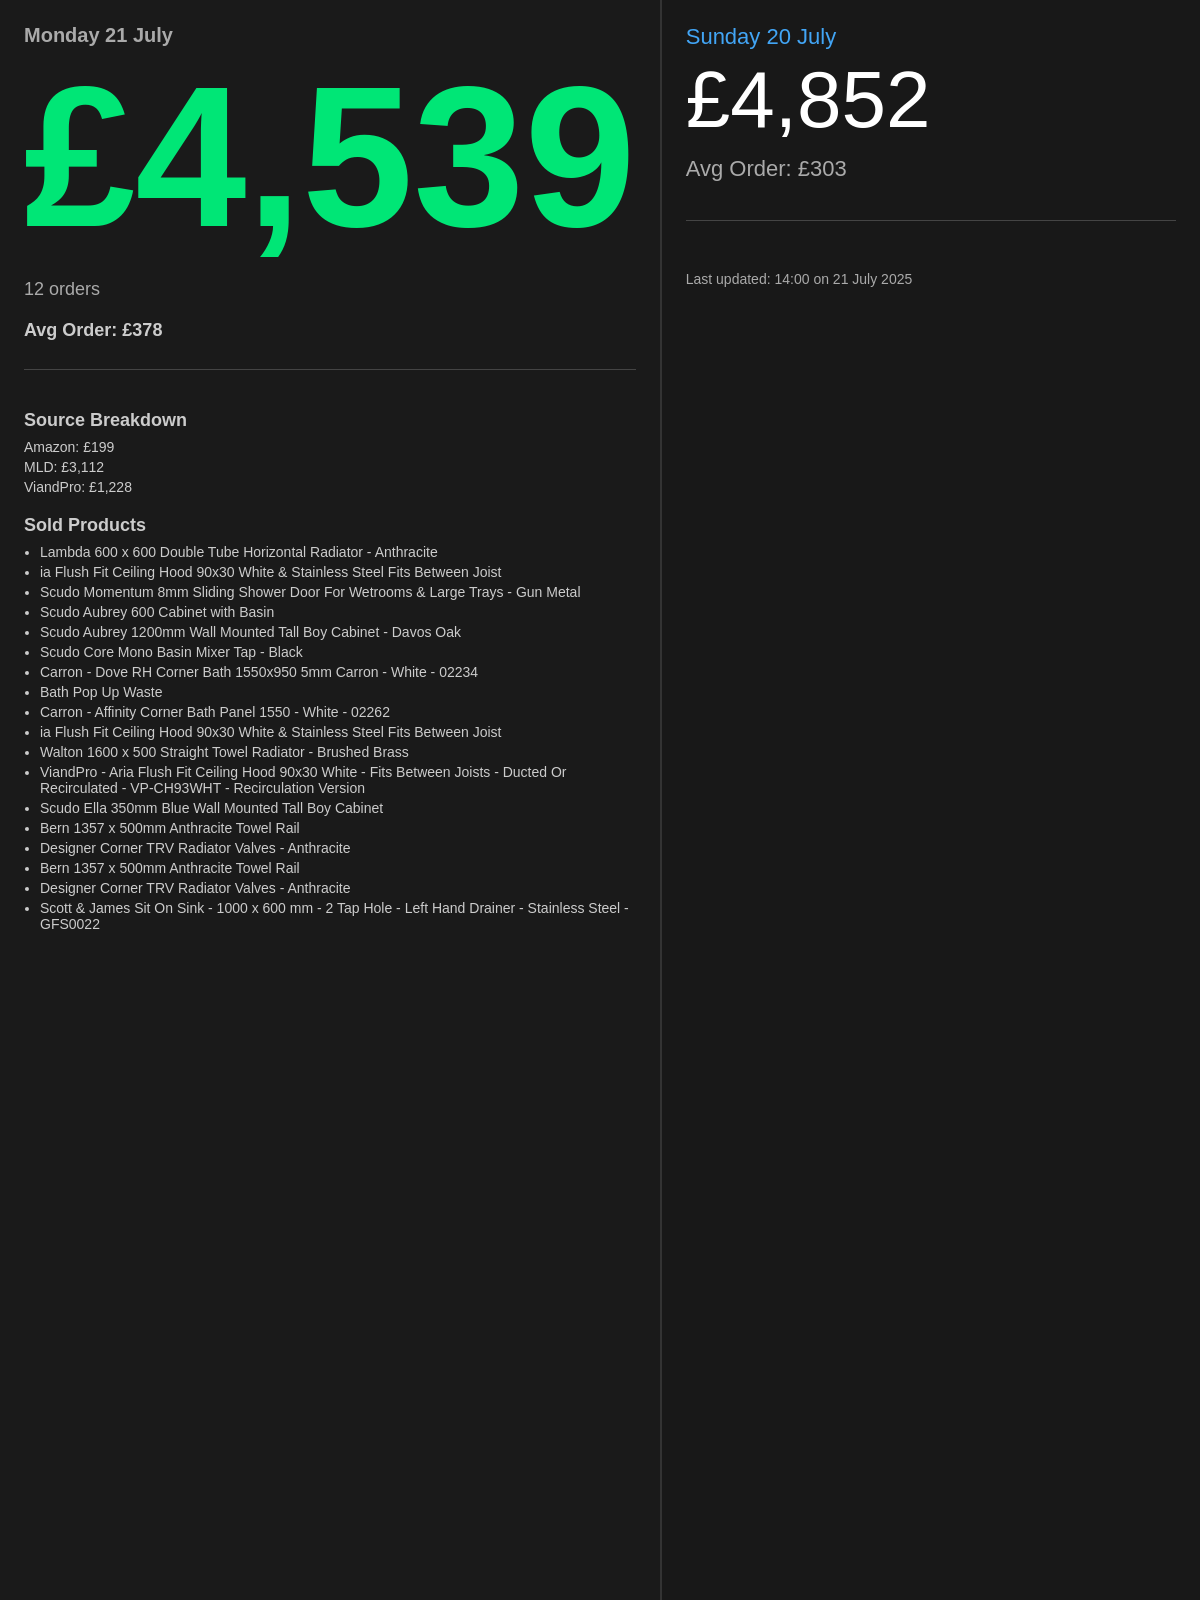 Monday 21 July
£4,539
12 orders
Avg Order: £378
Source Breakdown
Amazon: £199
MLD: £3,112
ViandPro: £1,228
Sold Products
• Lambda 600 x 600 Double Tube Horizontal Radiator - Anthracite
• ia Flush Fit Ceiling Hood 90x30 White & Stainless Steel Fits Between Joist
• Scudo Momentum 8mm Sliding Shower Door For Wetrooms & Large Trays - Gun Metal
• Scudo Aubrey 600 Cabinet with Basin
• Scudo Aubrey 1200mm Wall Mounted Tall Boy Cabinet - Davos Oak
• Scudo Core Mono Basin Mixer Tap - Black
• Carron - Dove RH Corner Bath 1550x950 5mm Carron - White - 02234
• Bath Pop Up Waste
• Carron - Affinity Corner Bath Panel 1550 - White - 02262
• ia Flush Fit Ceiling Hood 90x30 White & Stainless Steel Fits Between Joist
• Walton 1600 x 500 Straight Towel Radiator - Brushed Brass
• ViandPro - Aria Flush Fit Ceiling Hood 90x30 White - Fits Between Joists - Ducted Or
Recirculated - VP-CH93WHT - Recirculation Version
• Scudo Ella 350mm Blue Wall Mounted Tall Boy Cabinet
• Bern 1357 x 500mm Anthracite Towel Rail
• Designer Corner TRV Radiator Valves - Anthracite
• Bern 1357 x 500mm Anthracite Towel Rail
• Designer Corner TRV Radiator Valves - Anthracite
• Scott & James Sit On Sink - 1000 x 600 mm - 2 Tap Hole - Left Hand Drainer - Stainless Steel -
GFS0022
Sunday 20 July
£4,852
Avg Order: £303
Last updated: 14:00 on 21 July 2025